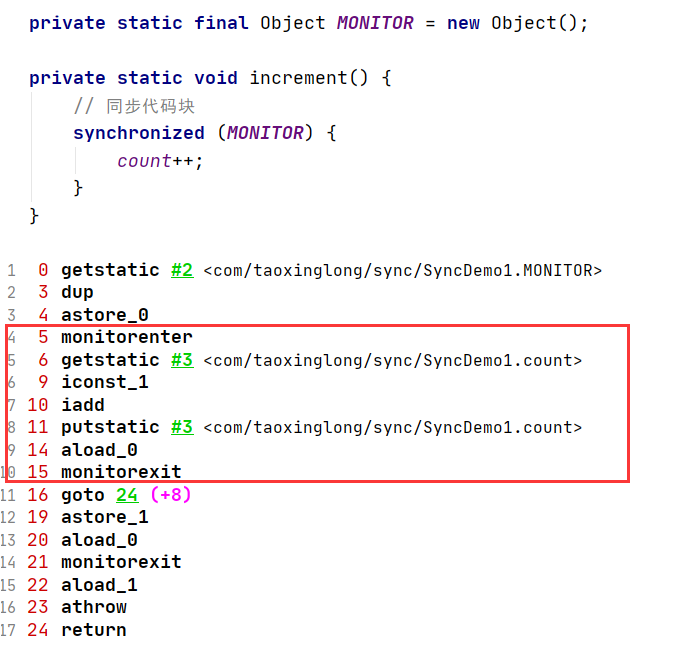 private static final Object MONITOR = new Object();
private static void increment() {
// 同步代码块
synchronized (MONITOR) {
count++;
}
}
1 0 getstatic #2 <com/taoxinglong/sync/SyncDemo1.MONITOR>
2 3 dup
3 4 astore_0
4 5 monitorenter
5 6 getstatic #3 <com/taoxinglong/sync/SyncDemo1.count>
6 9 iconst_1
7 10 iadd
8 11 putstatic #3 <com/taoxinglong/sync/SyncDemo1.count>
9 14 aload_0
10 15 monitorexit
11 16 goto 24 (+8)
12 19 astore_1
13 20 aload_0
14 21 monitorexit
15 22 aload_1
16 23 athrow
17 24 return